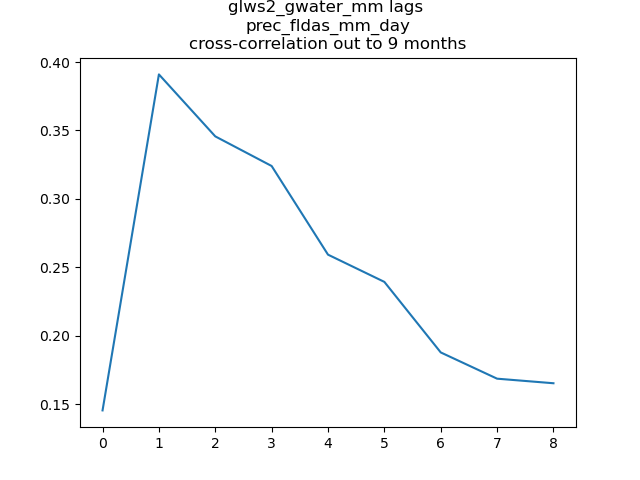 glws2_gwater_mm lags
prec_fldas_mm_day
cross-correlation out to 9 months
0.40
0.35
0.30
0.25
0.20
0.15
0 1 2 3 4 5 6 7 8